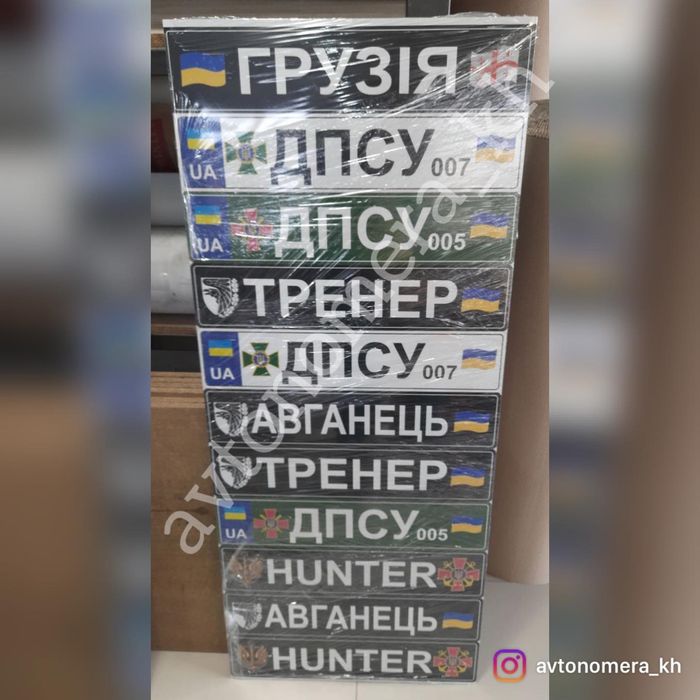 ГРУЗІЯ
UA ДПСУ 007
UA ДПСУ 005
ТРЕНЕР
UA ДПСУ 007
АВГАНЕЦЬ
ТРЕНЕР
UA ДПСУ 005
HUNTER
АВГАНЕЦЬ
HUNTER
avtonomera_kh
avtonomera_kh